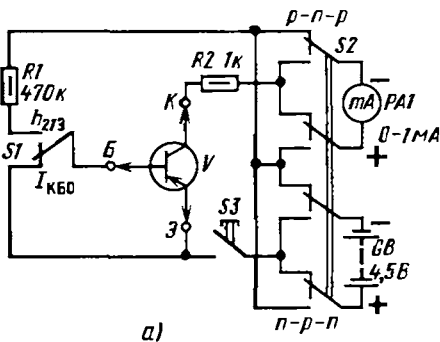 p-n-p
S2
R1
470к
R2 1к
К
mA
PA1
−
0-1мА
+
h21Э
S1
Б
V
IКБО
S3
Э
−
GB
4,5В
+
n-p-n
а)